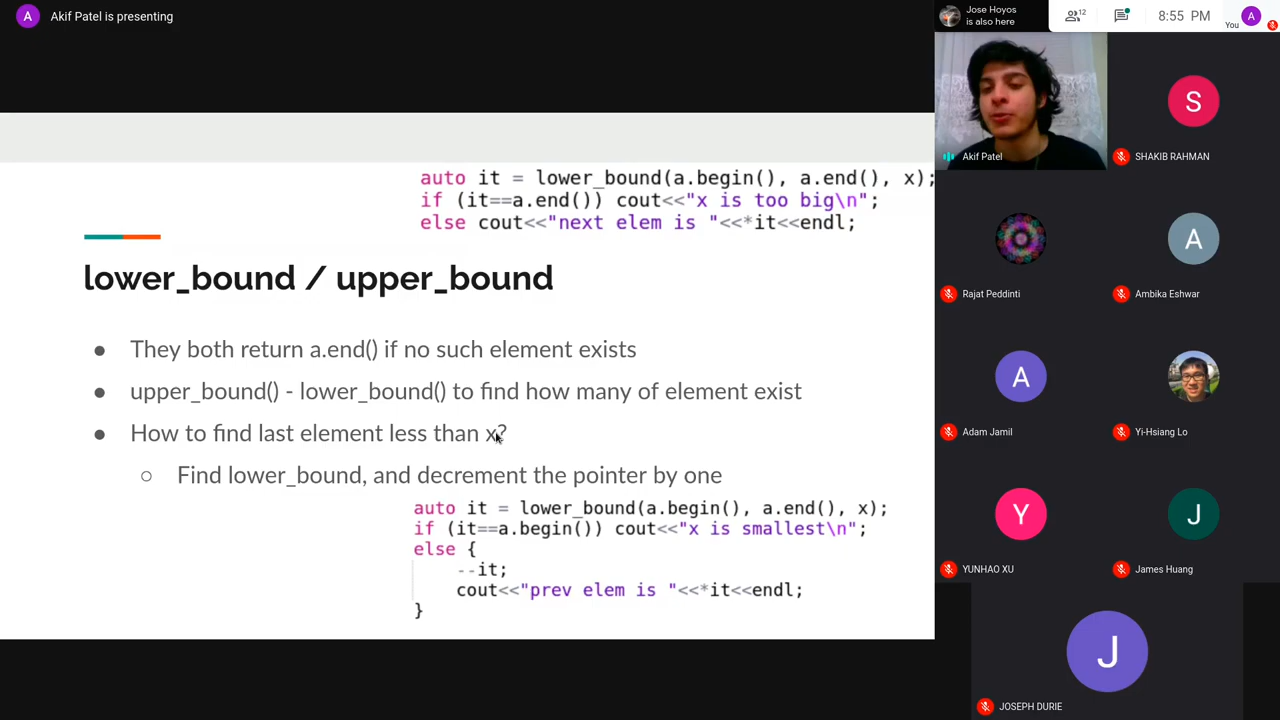 A Akif Patel is presenting
Jose Hoyos
is also here
12
8:55 PM
You
A
auto it = lower_bound(a.begin(), a.end(), x);
if (it==a.end()) cout<<"x is too big\n";
else cout<<"next elem is "<<*it<<endl;
lower_bound / upper_bound
● They both return a.end() if no such element exists
● upper_bound() - lower_bound() to find how many of element exist
● How to find last element less than x?
○ Find lower_bound, and decrement the pointer by one
auto it = lower_bound(a.begin(), a.end(), x);
if (it==a.begin()) cout<<"x is smallest\n";
else {
--it;
cout<<"prev elem is "<<*it<<endl;
}
Akif Patel
S
SHAKIB RAHMAN
Rajat Peddinti
A
Ambika Eshwar
A
Adam Jamil
Yi-Hsiang Lo
Y
YUNHAO XU
J
James Huang
J
JOSEPH DURIE